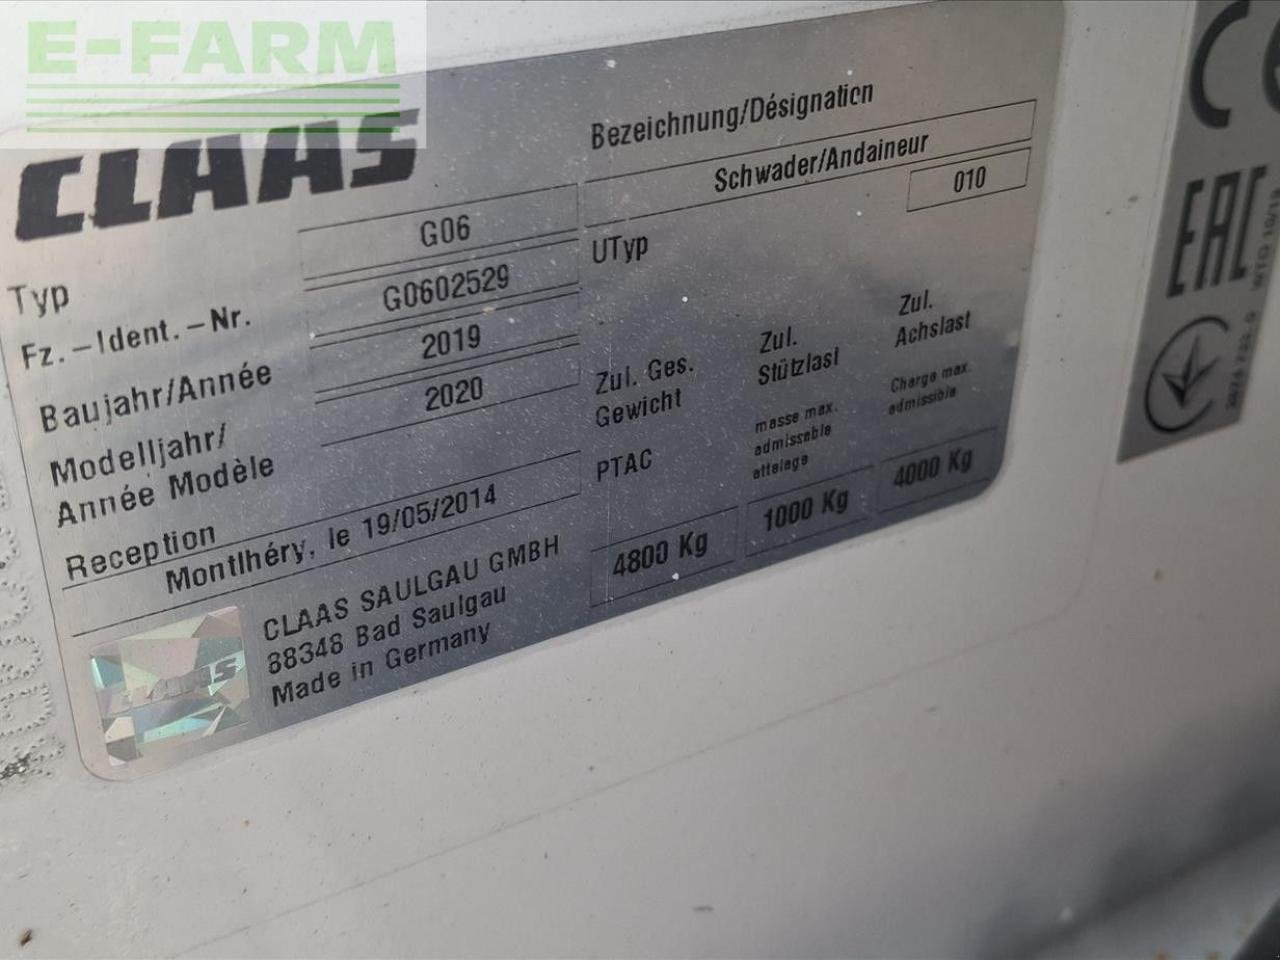 E-FARM
CLAAS
Typ G06
Fz.-Ident.-Nr. G0602529
Baujahr/Année 2019
Modelljahr/
Année Modèle 2020
Reception
Montlhéry, le 19/05/2014
CLAAS SAULGAU GMBH
88348 Bad Saulgau
Made in Germany
CLAAS
Bezeichnung/Désignation
Schwader/Andaineur
UTyp 010
Zul. Ges.
Gewicht
PTAC
4800 Kg
Zul.
Stützlast
masse max.
admissable
attelage
1000 Kg
Zul.
Achslast
Charge max.
admissible
4000 Kg
CE
EAC